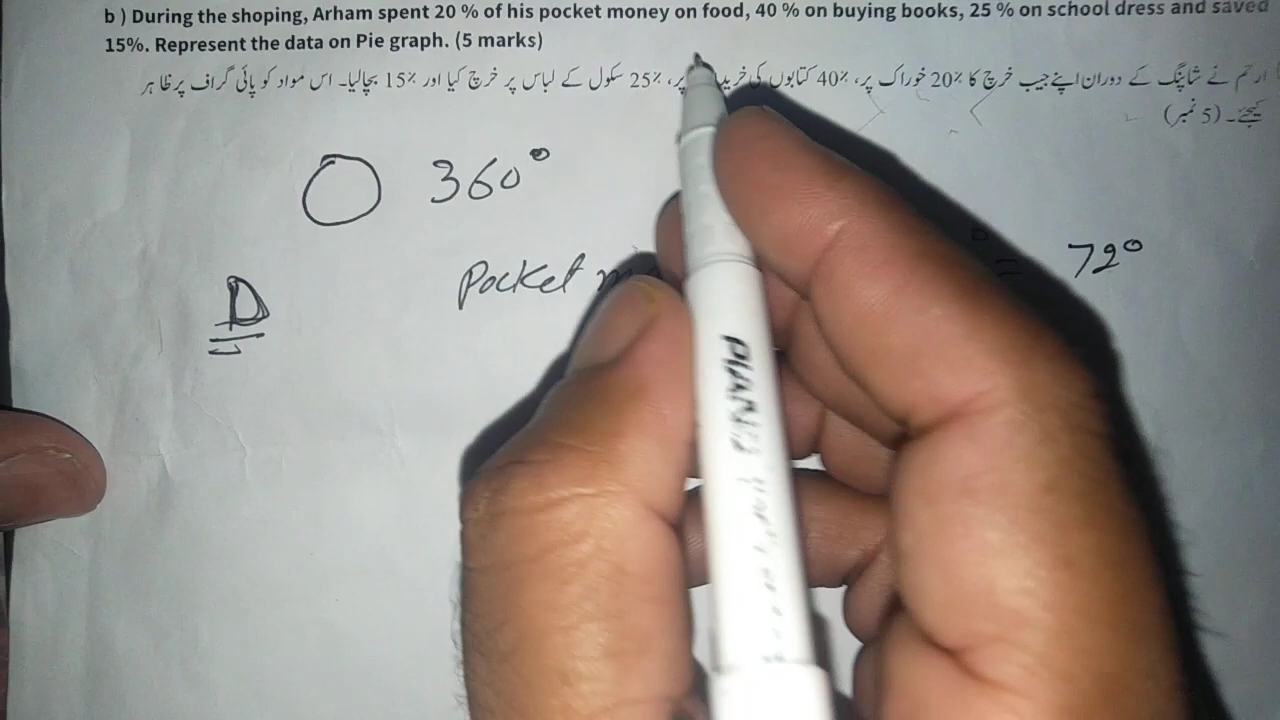 b ) During the shoping, Arham spent 20 % of his pocket money on food, 40 % on buying books, 25 % on school dress and saved
15%. Represent the data on Pie graph. (5 marks)
ارحم نے شاپنگ کے دوران اپنے جیب خرچ کا 20% خوراک پر، 40% کتابوں کی پر، 25% سکول کے لباس پر خرچ کیا اور 15% بچالیا۔ اس مواد کو پائی گراف پر ظاہر
کیجئے۔ (5 نمبر)
360°
Pocket = 72°
D